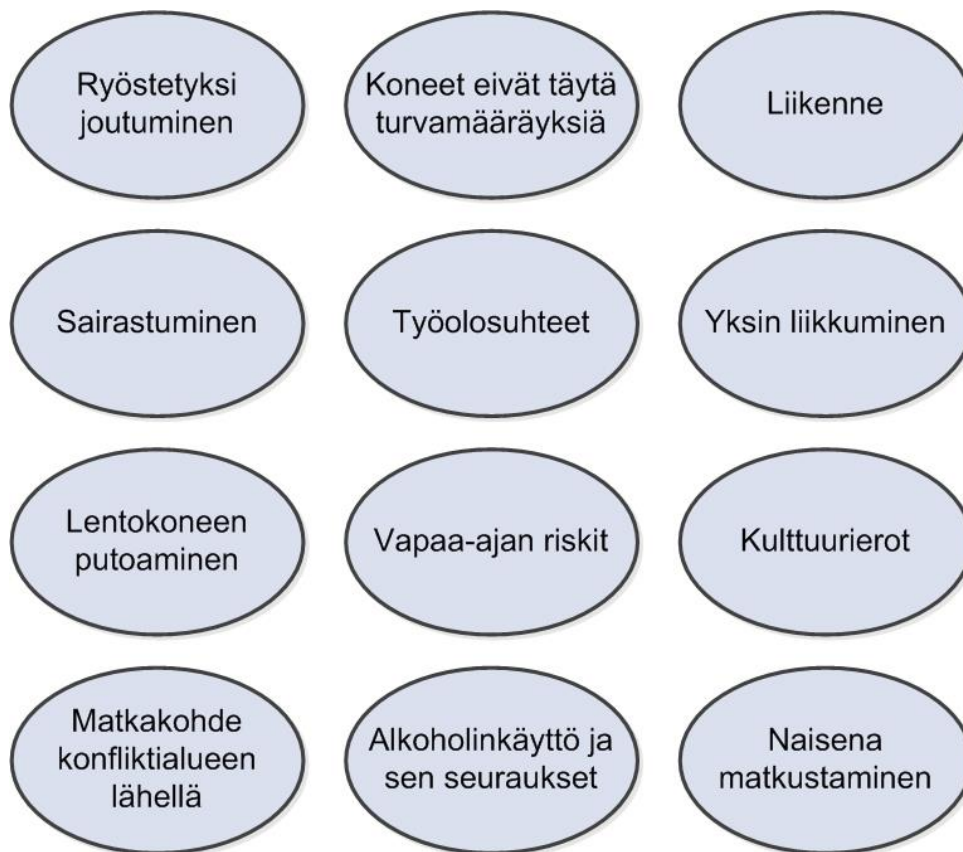 Ryöstetyksi
joutuminen
Koneet eivät täytä
turvamääräyksiä
Liikenne
Sairastuminen
Työolosuhteet
Yksin liikkuminen
Lentokoneen
putoaminen
Vapaa-ajan riskit
Kulttuurierot
Matkakohde
konfliktialueen
lähellä
Alkoholinkäyttö ja
sen seuraukset
Naisena
matkustaminen